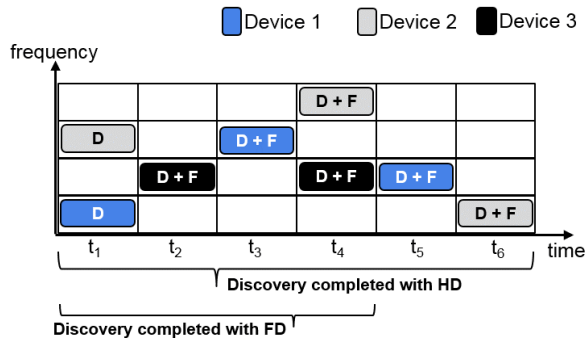 Device 1 Device 2 Device 3
frequency
D + F
D D + F
D + F D + F D + F
D D + F
t1 t2 t3 t4 t5 t6 time
Discovery completed with HD
Discovery completed with FD